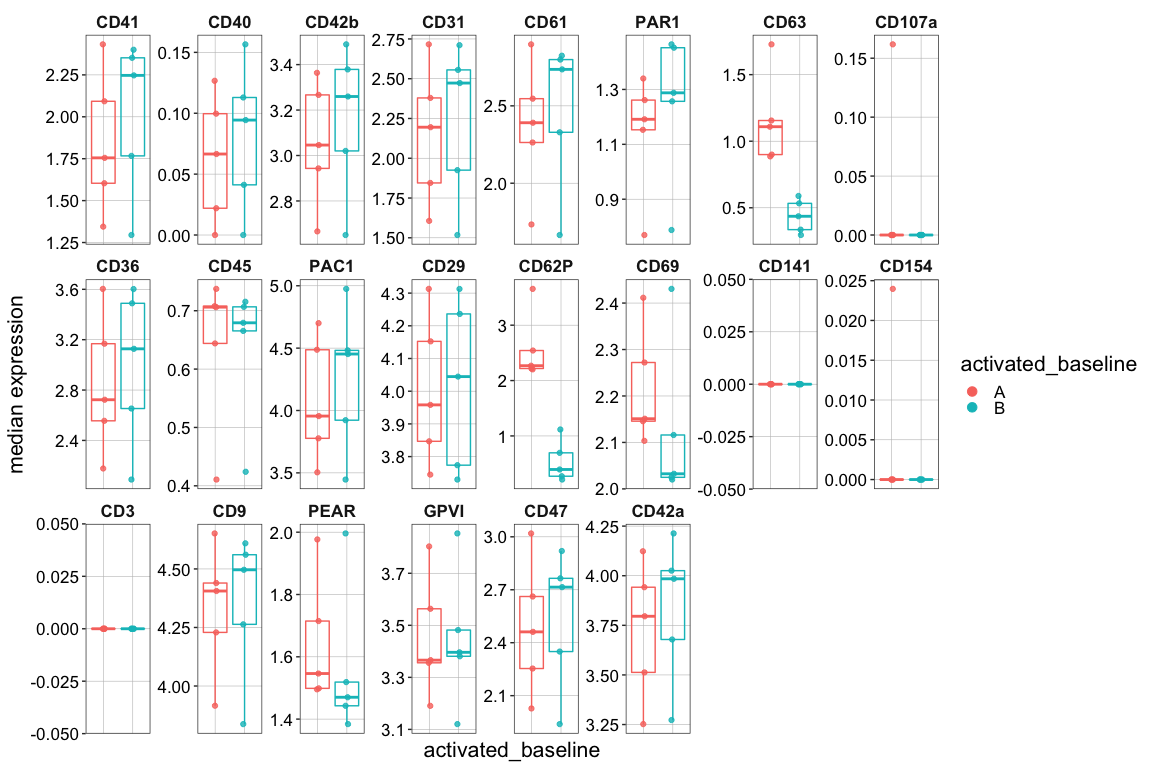 CD41 CD40 CD42b CD31 CD61 PAR1 CD63 CD107a
2.25 2.00 1.75 1.50 1.25
0.15 0.10 0.05 0.00
3.4 3.2 3.0 2.8
2.75 2.50 2.25 2.00 1.75 1.50
2.5 2.0
1.3 1.1 0.9
1.5 1.0 0.5
0.15 0.10 0.05 0.00
CD36 CD45 PAC1 CD29 CD62P CD69 CD141 CD154
3.6 3.2 2.8 2.4
0.7 0.6 0.5 0.4
5.0 4.5 4.0 3.5
4.3 4.2 4.1 4.0 3.9 3.8
3 2 1
2.4 2.3 2.2 2.1 2.0
0.050 0.025 0.000 -0.025 -0.050
0.025 0.020 0.015 0.010 0.005 0.000
CD3 CD9 PEAR GPVI CD47 CD42a
0.050 0.025 0.000 -0.025 -0.050
4.50 4.25 4.00
2.0 1.8 1.6 1.4
3.7 3.5 3.3 3.1
3.0 2.7 2.4 2.1
4.25 4.00 3.75 3.50 3.25
median expression
activated_baseline
activated_baseline
A
B